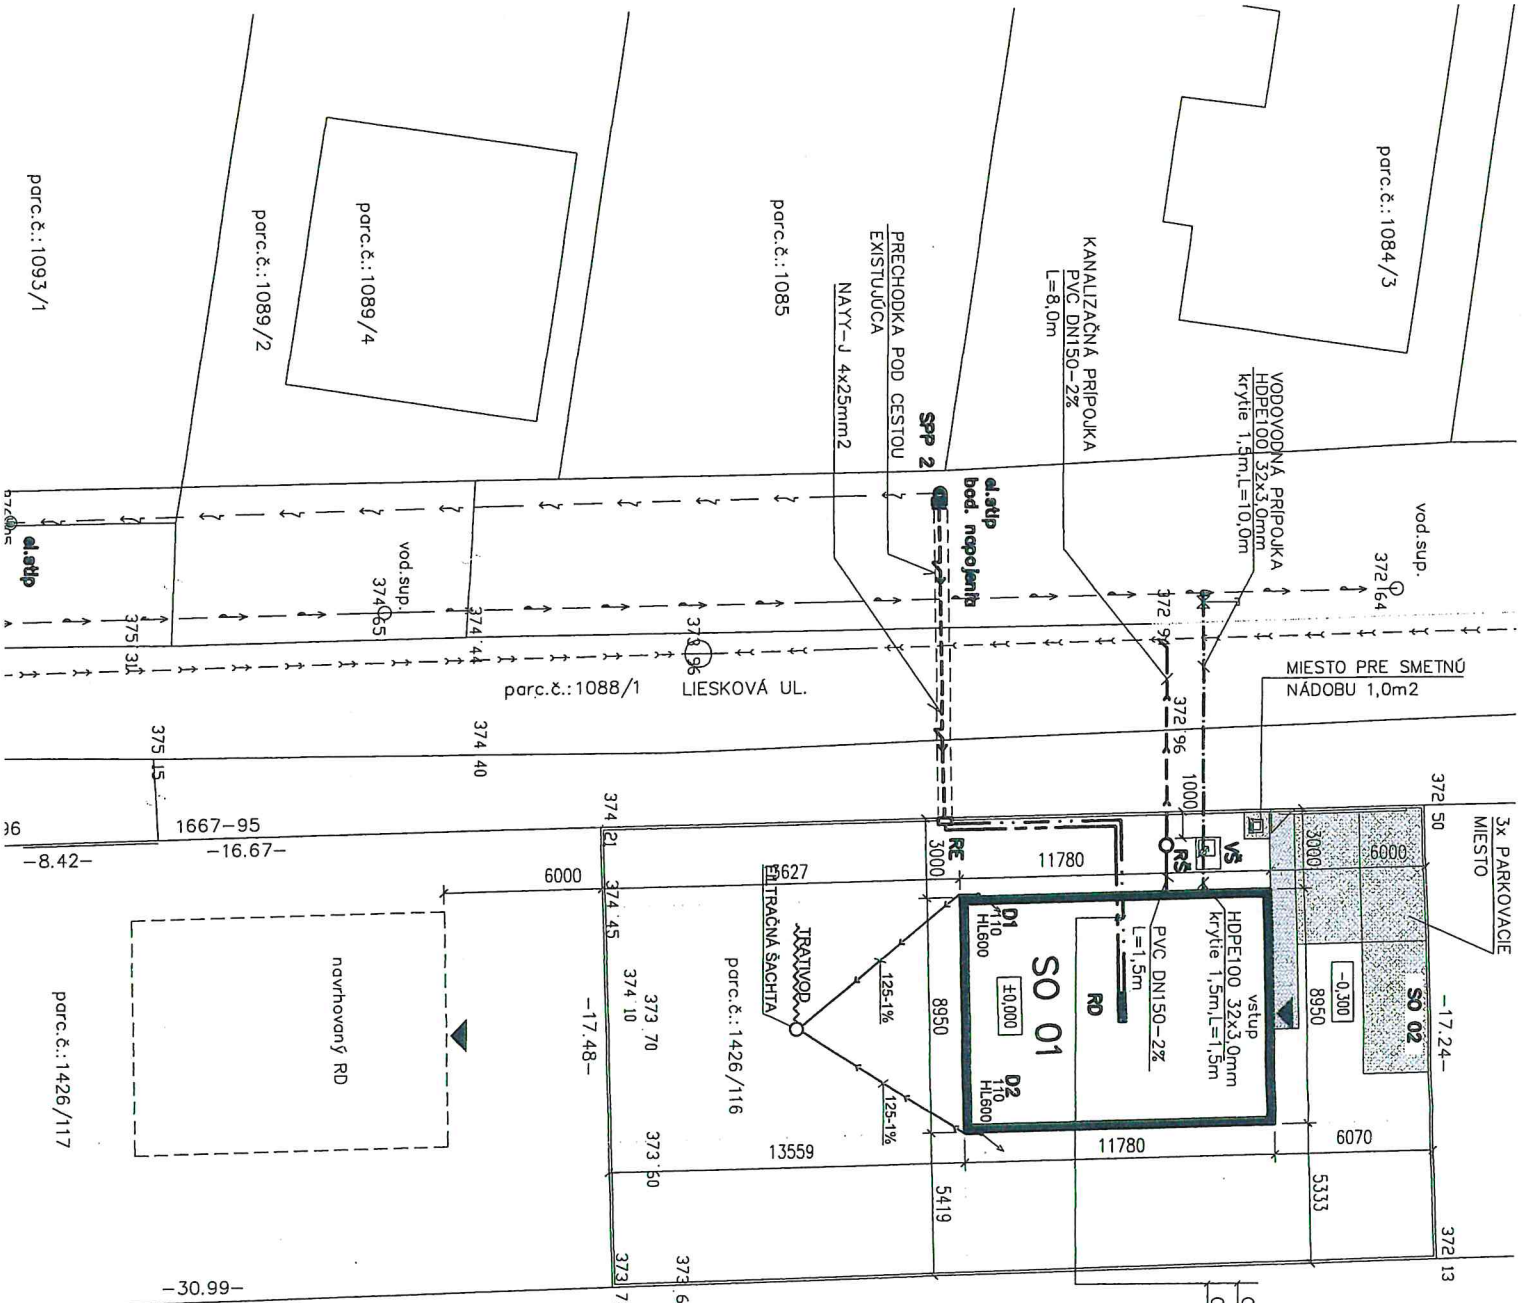 parc.č.:1084/3
3x PARKOVACIE
MIESTO
vod.sup.
372 64
VODOVODNÁ PRÍPOJKA
HDPE100 32x3,0mm
krytie 1,5m,L=10,0m
KANALIZAČNÁ PRÍPOJKA
PVC DN150-2%
L=8,0m
MIESTO PRE SMETNÚ
NÁDOBU 1,0m2
372 50
parc.č.:1085
PRECHODKA POD CESTOU
EXISTUJÚCA
NAYY-J 4x25mm2
SPP 2
el.stlp
bod. napojenia
372 96
1000
VŠ
RŠ
3000
6000
SO 02
-17.24-
-0,300
8950
vstup
HDPE100 32x3,0mm
krytie 1,5m,L=1,5m
PVC DN150-2%
L=1,5m
RD
SO 01
±0,000
D1
110
HL600
D2
110
HL600
11780
RE
3000
8950
5419
11780
6070
5333
372 13
parc.č.:1089/4
parc.č.:1089/2
parc.č.:1093/1
vod.sup.
374 65
374 44
373 96
375 31
el.stlp
parc.č.:1088/1
LIESKOVÁ UL.
375 15
374 40
374 21
374 45
1667-95
-16.67-
-8.42-
96
6000
TRATIVOD
125-1%
125-1%
parc.č.:1426/116
13559
-17.48-
374 10
373 70
373 60
navrhovaný RD
parc.č.:1426/117
-30.99-